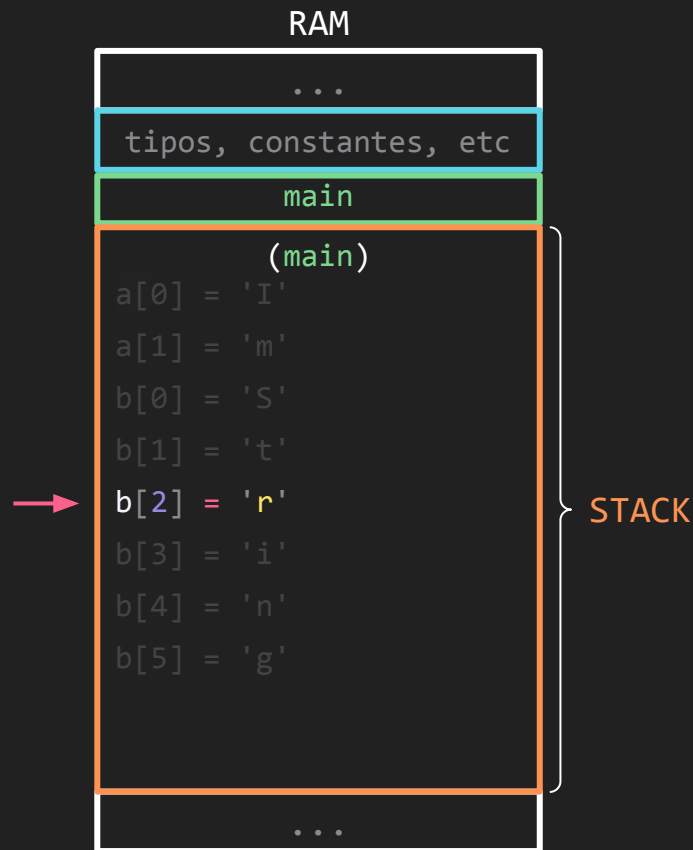 RAM
...
tipos, constantes, etc
main
(main)
a[0] = 'I'
a[1] = 'm'
b[0] = 'S'
b[1] = 't'
b[2] = 'r'
STACK
b[3] = 'i'
b[4] = 'n'
b[5] = 'g'
...